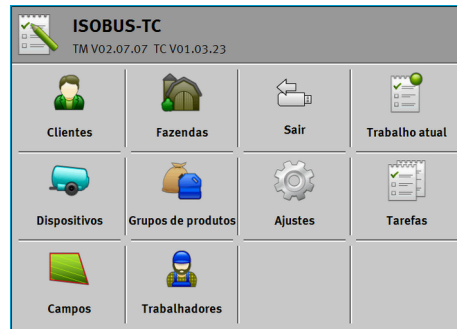 ISOBUS-TC
TM V02.07.07 TC V01.03.23
Clientes
Fazendas
Sair
Trabalho atual
Dispositivos
Grupos de produtos
Ajustes
Tarefas
Campos
Trabalhadores